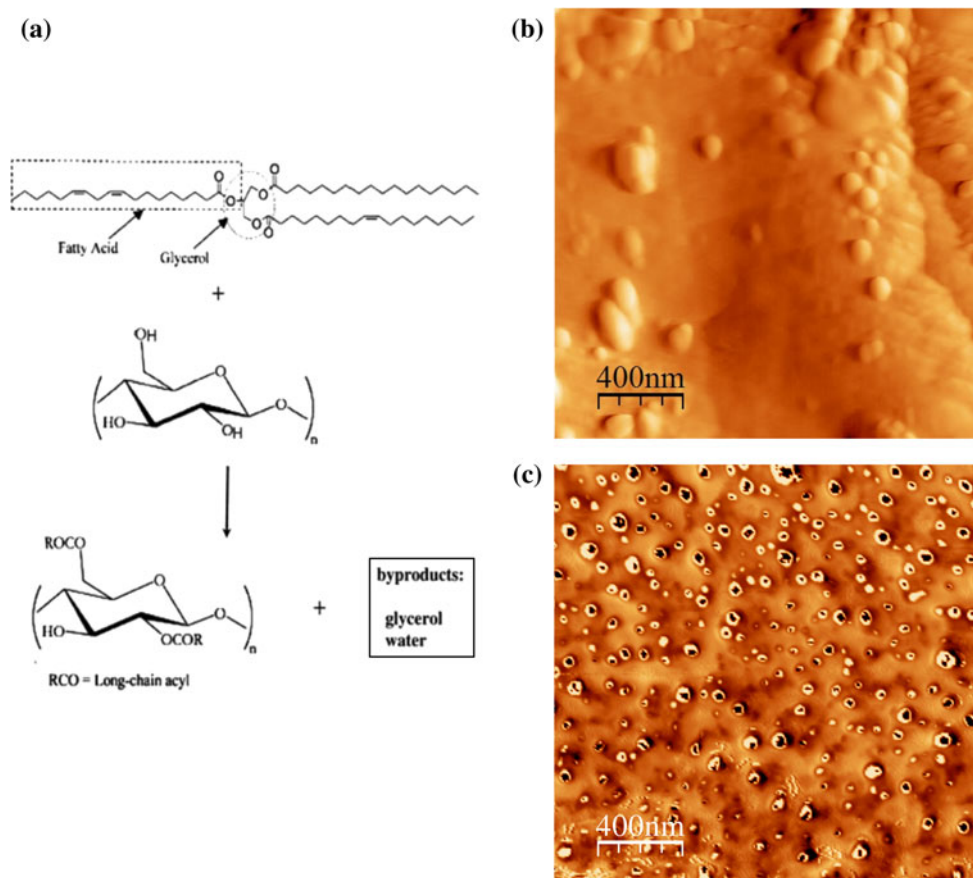 (a)
O
O
O
O
O
O
Fatty Acid
Glycerol
+
OH
O
O
HO
OH
n
ROCO
O
O
HO
OCOR
n
+
byproducts:
glycerol
water
RCO = Long-chain acyl
(b)
400nm
(c)
400nm